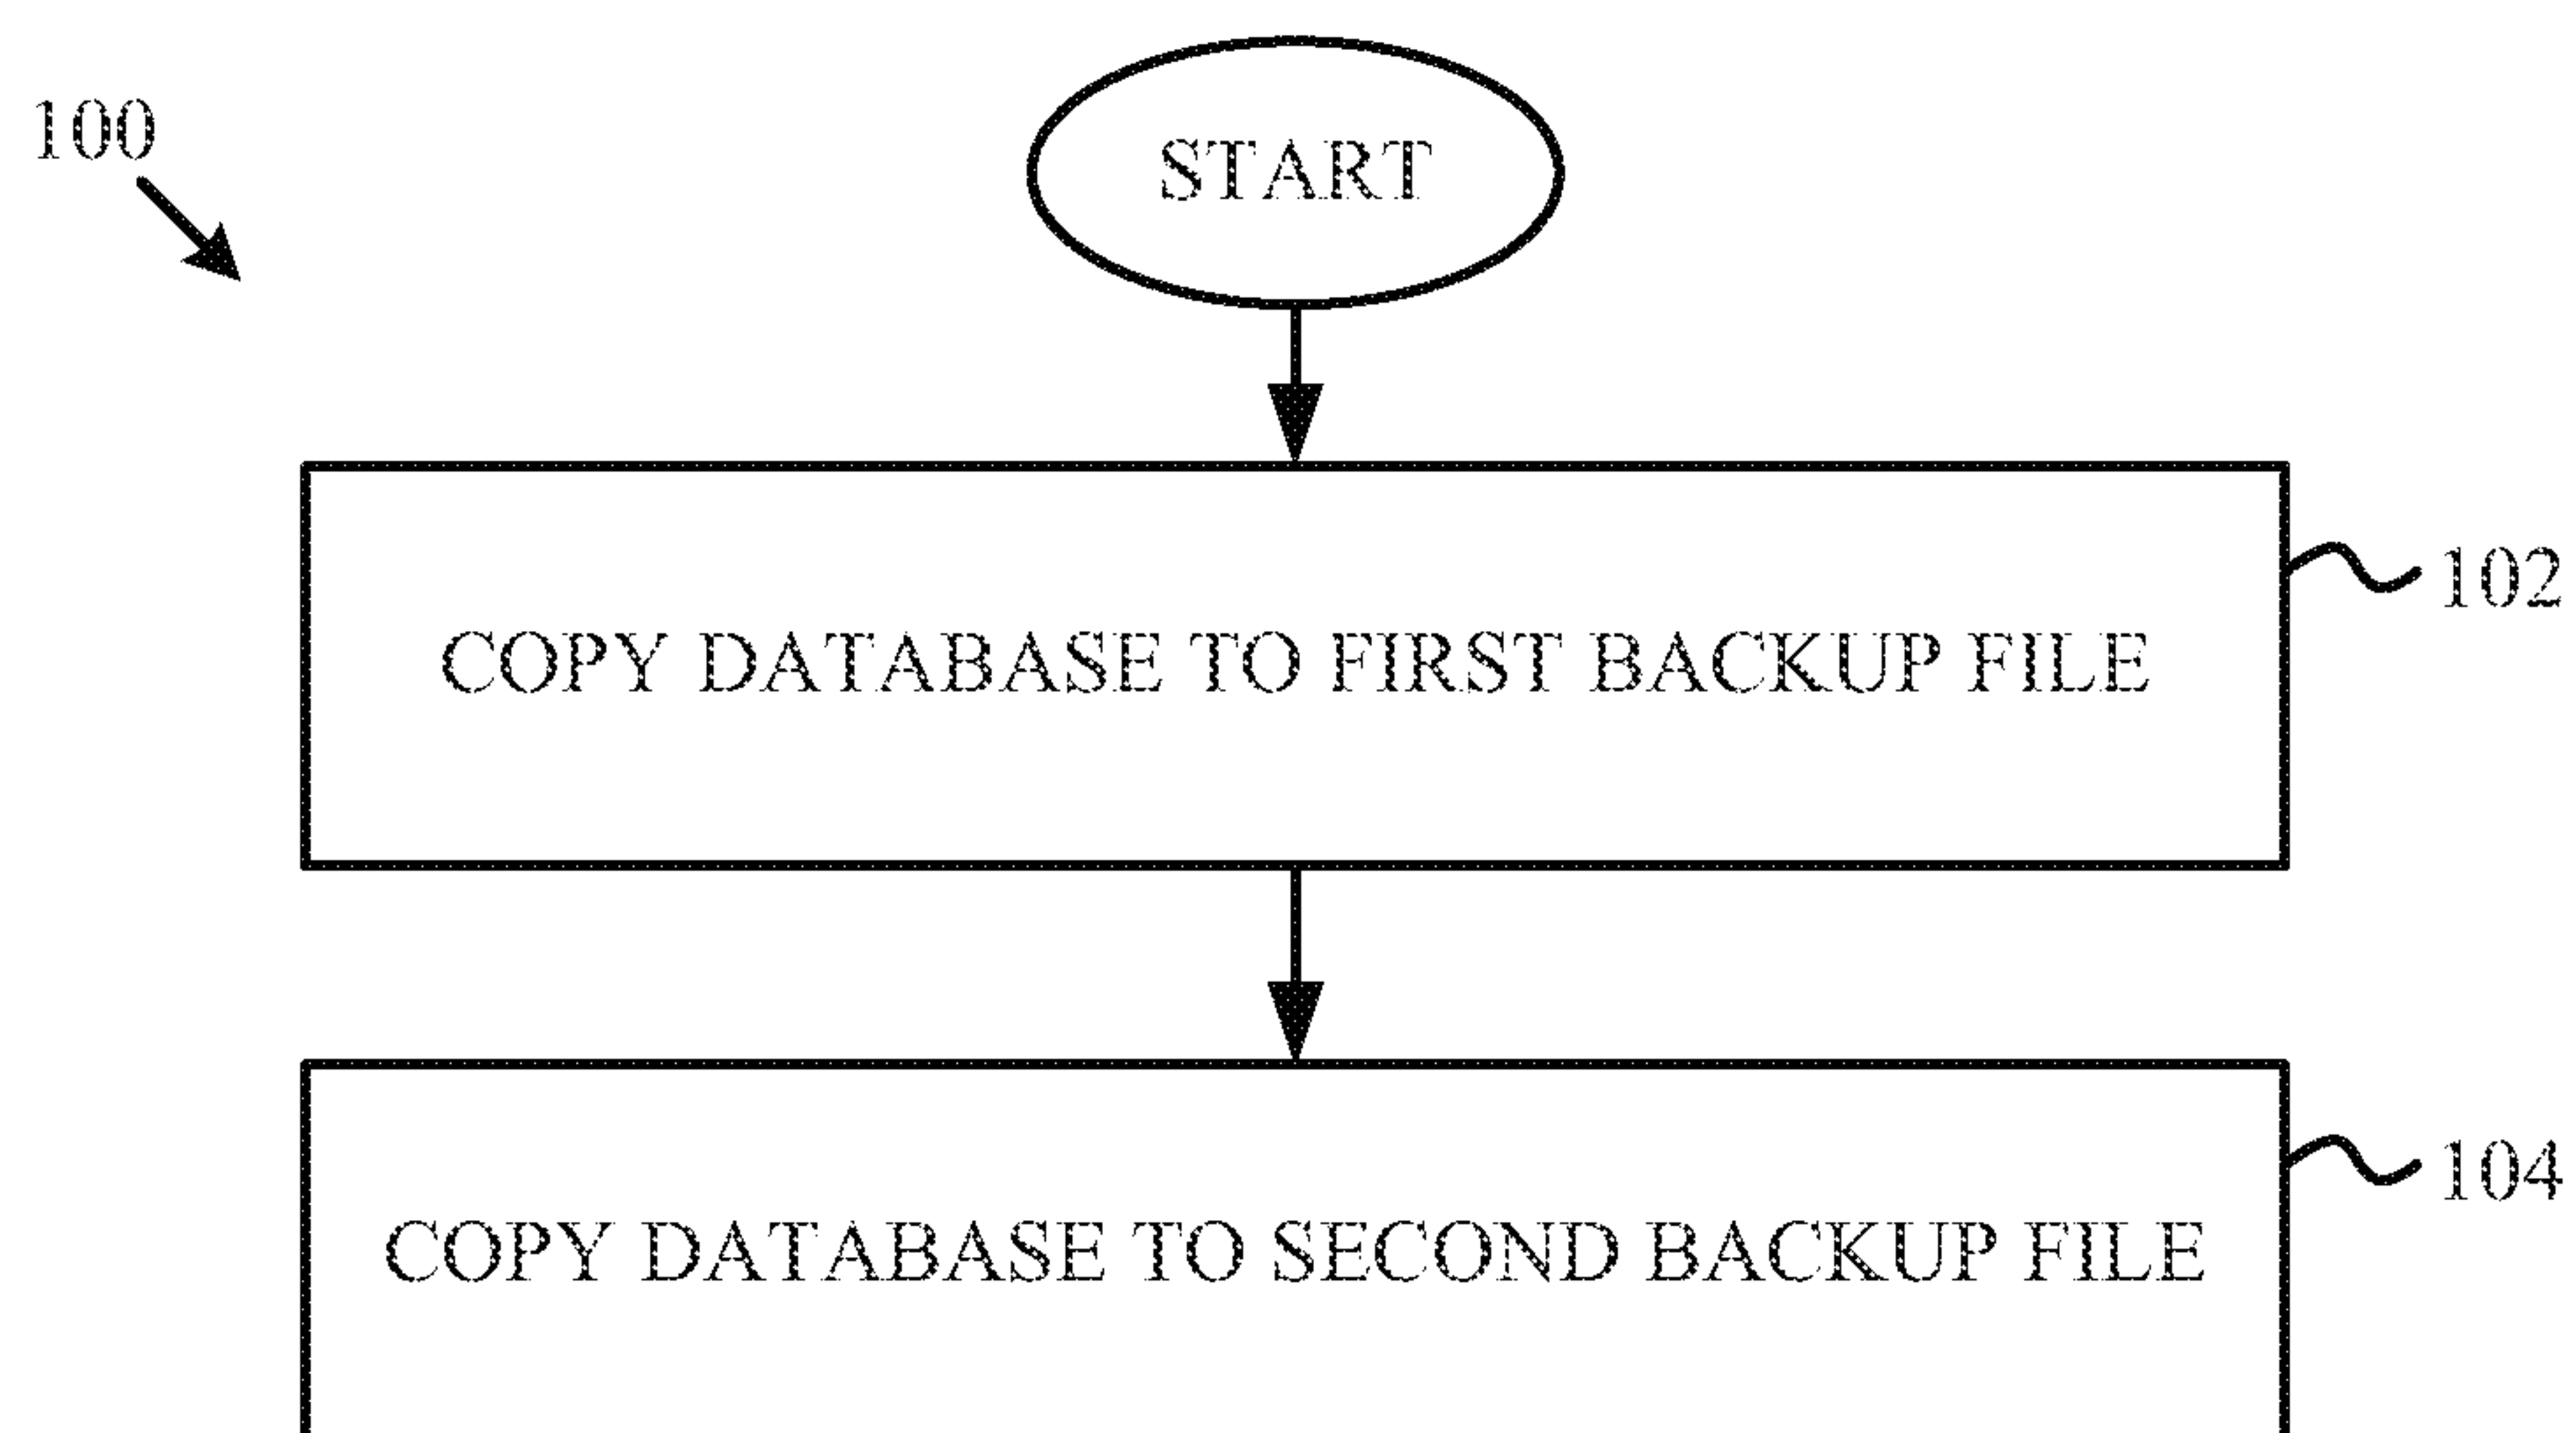 100
START
102
COPY DATABASE TO FIRST BACKUP FILE
104
COPY DATABASE TO SECOND BACKUP FILE